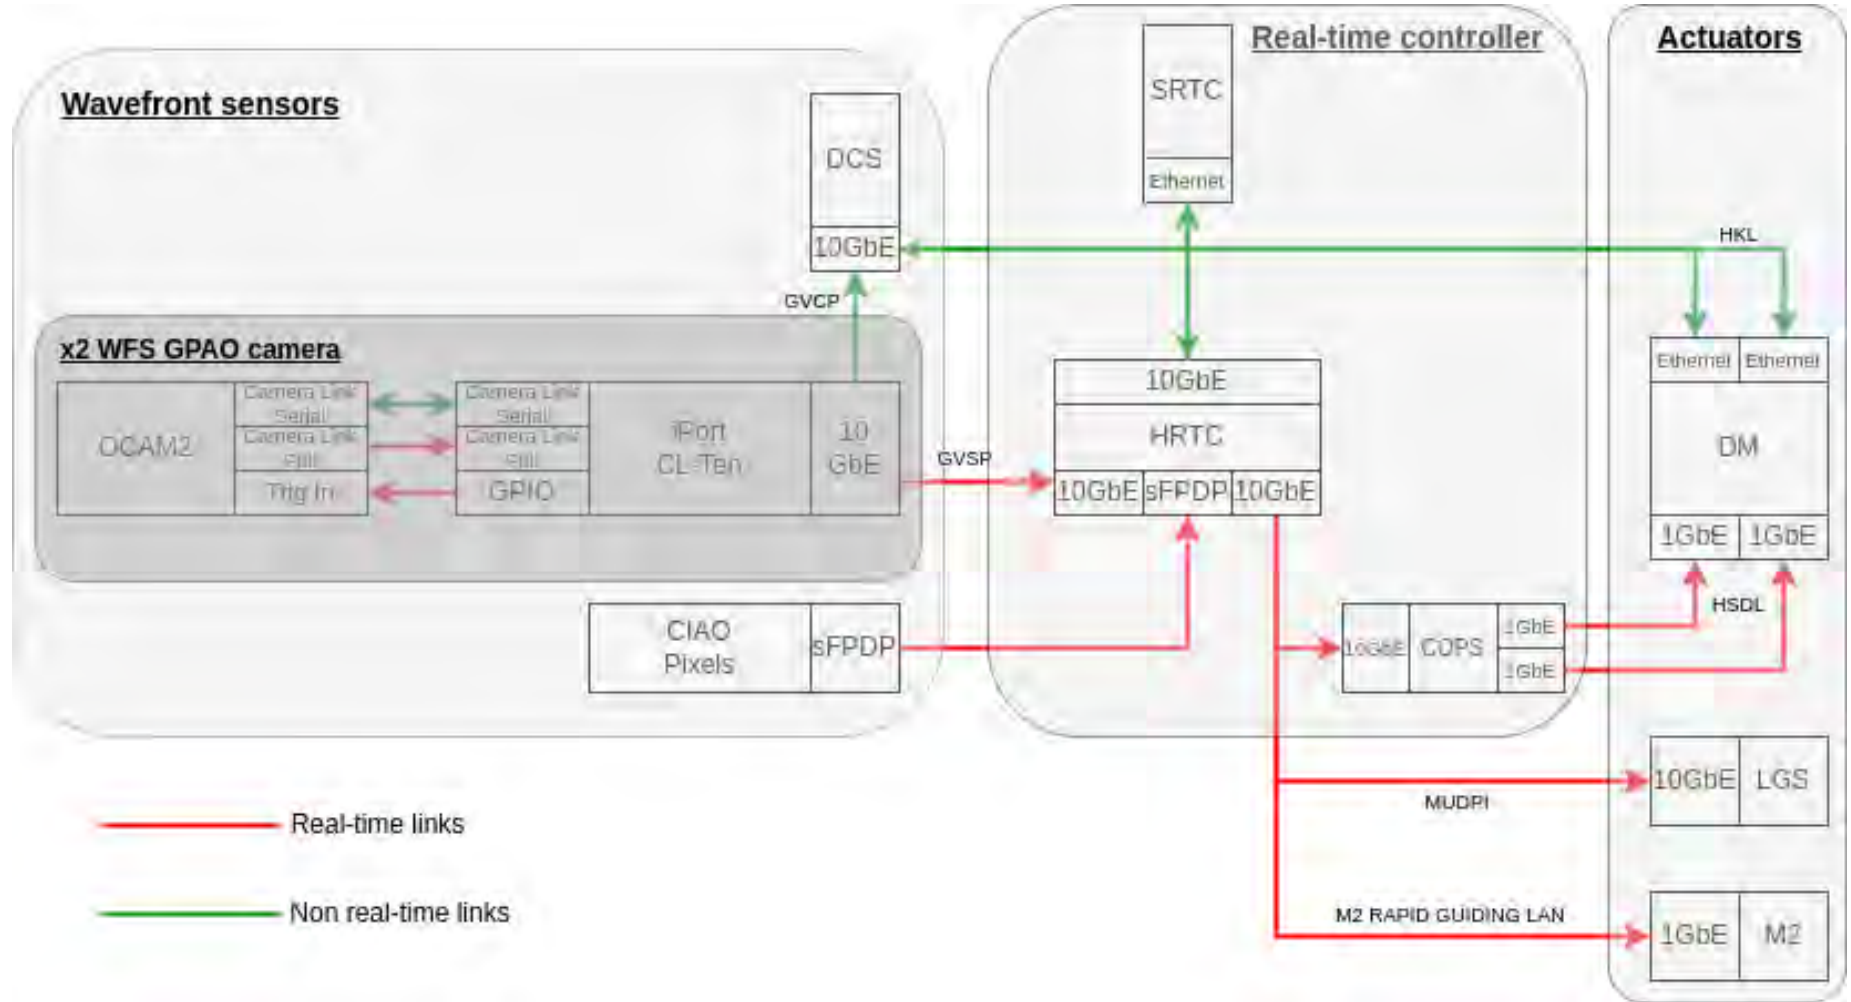 Wavefront sensors
DCS
10GbE
GVCP
x2 WFS GPAO camera
OCAM2
Camera Link
Serial
Camera Link
Full
Trig In
Camera Link
Serial
Camera Link
Full
GPIO
iPort
CL-Ten
10
GbE
GVSP
CIAO
Pixels
sFPDP
Real-time controller
SRTC
Ethernet
10GbE
HRTC
10GbE
sFPDP
10GbE
10GbE
COPS
1GbE
1GbE
Actuators
HKL
Ethernet
Ethernet
DM
1GbE
1GbE
HSDL
10GbE
LGS
MUDPI
M2 RAPID GUIDING LAN
1GbE
M2
Real-time links
Non real-time links